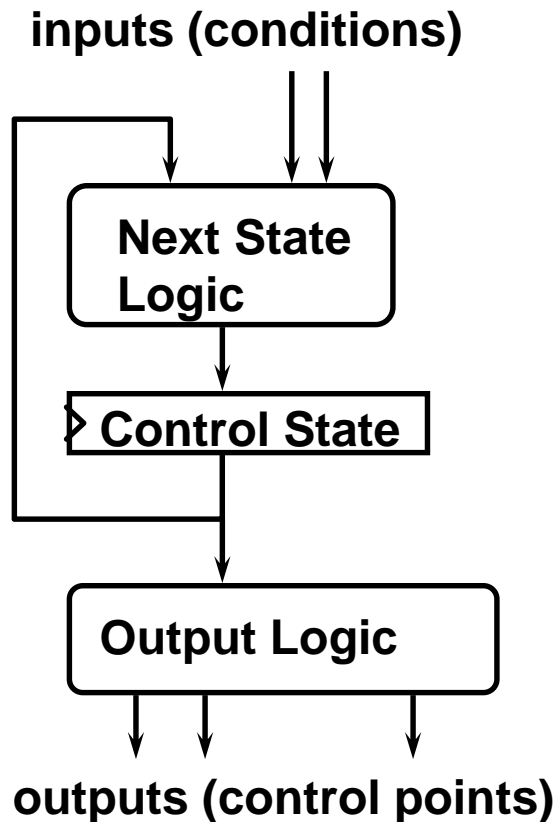 inputs (conditions)
Next State
Logic
Control State
Output Logic
outputs (control points)